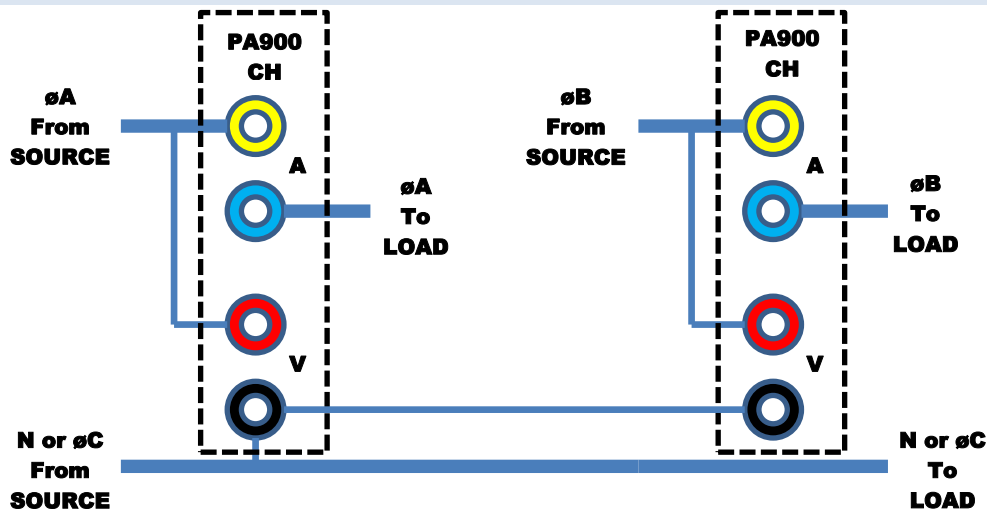 PA900
CH
øA
From
SOURCE
A
øA
To
LOAD
V
N or øC
From
SOURCE
PA900
CH
øB
From
SOURCE
A
øB
To
LOAD
V
N or øC
To
LOAD